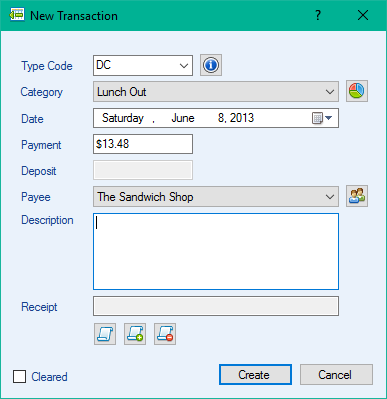 New Transaction ?
Type Code DC
Category Lunch Out
Date Saturday , June 8, 2013
Payment $13.48
Deposit
Payee The Sandwich Shop
Description
Receipt
Cleared Create Cancel